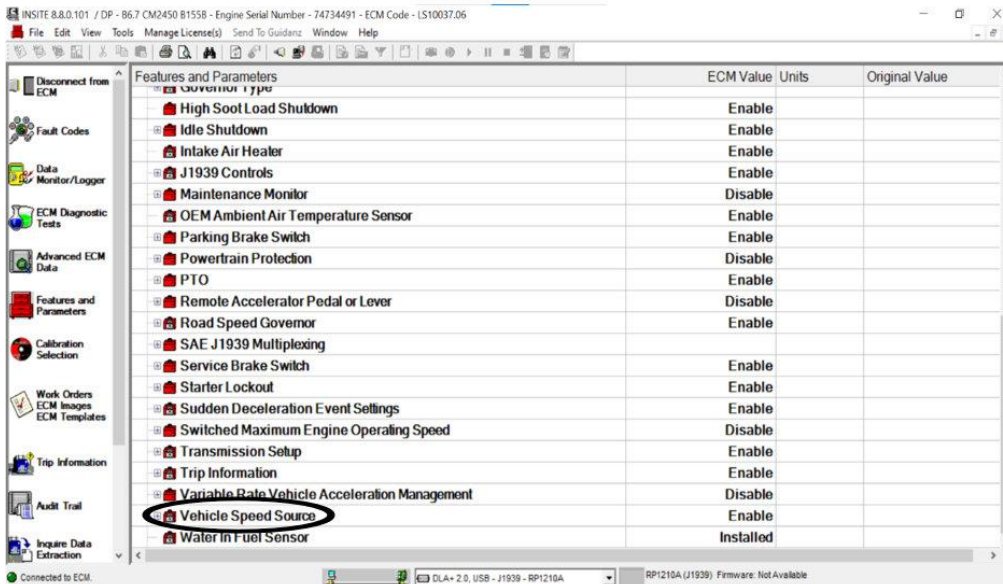 INSITE 8.8.0.101 / DP - B6.7 CM2450 B155B - Engine Serial Number - 74734491 - ECM Code - LS10037.06
File Edit View Tools Manage License(s) Send To Guidanz Window Help
Disconnect from ECM
Fault Codes
Data Monitor/Logger
ECM Diagnostic Tests
Advanced ECM Data
Features and Parameters
Calibration Selection
Work Orders
ECM Images
ECM Templates
Trip Information
Audit Trail
Inquire Data Extraction
Features and Parameters ECM Value Units Original Value
Governor Type
High Soot Load Shutdown Enable
Idle Shutdown Enable
Intake Air Heater Enable
J1939 Controls Enable
Maintenance Monitor Disable
OEM Ambient Air Temperature Sensor Enable
Parking Brake Switch Enable
Powertrain Protection Disable
PTO Enable
Remote Accelerator Pedal or Lever Disable
Road Speed Governor Enable
SAE J1939 Multiplexing
Service Brake Switch Enable
Starter Lockout Enable
Sudden Deceleration Event Settings Enable
Switched Maximum Engine Operating Speed Disable
Transmission Setup Enable
Trip Information Enable
Variable Rate Vehicle Acceleration Management Disable
Vehicle Speed Source Enable
Water In Fuel Sensor Installed
Connected to ECM. DLA+ 2.0, USB - J1939 - RP1210A RP1210A (J1939) Firmware: Not Available